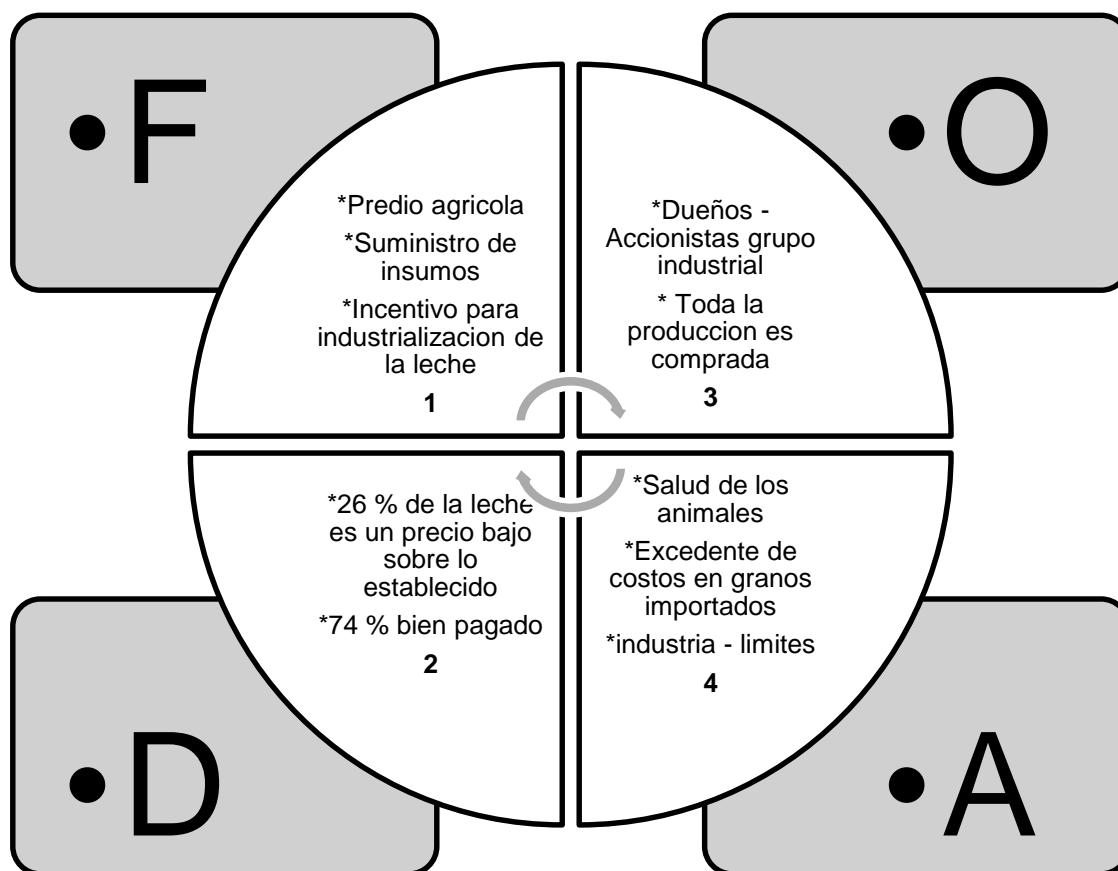 •F
*Predio agricola
*Suministro de
insumos
*Incentivo para
industrializacion de
la leche
1
•O
*Dueños -
Accionistas grupo
industrial
* Toda la
produccion es
comprada
3
•D
*26 % de la leche
es un precio bajo
sobre lo
establecido
*74 % bien pagado
2
•A
*Salud de los
animales
*Excedente de
costos en granos
importados
*industria - limites
4